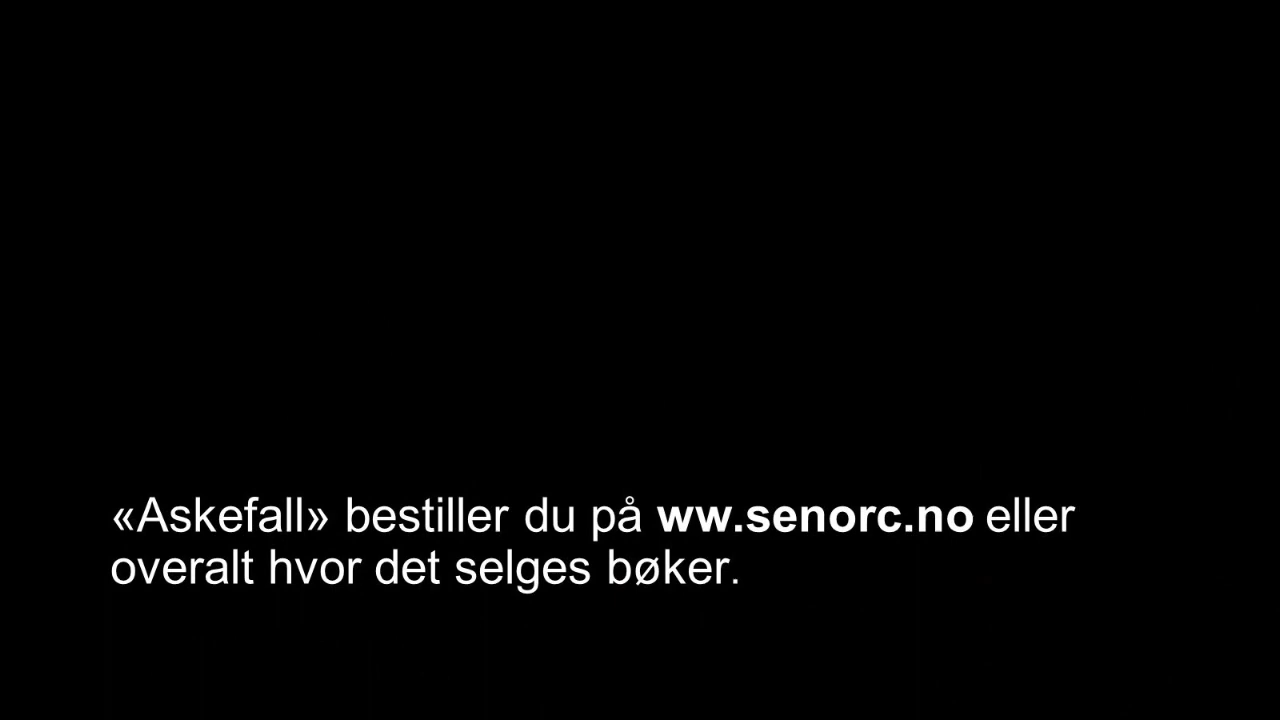 «Askefall» bestiller du på ww.senorc.no eller
overalt hvor det selges bøker.